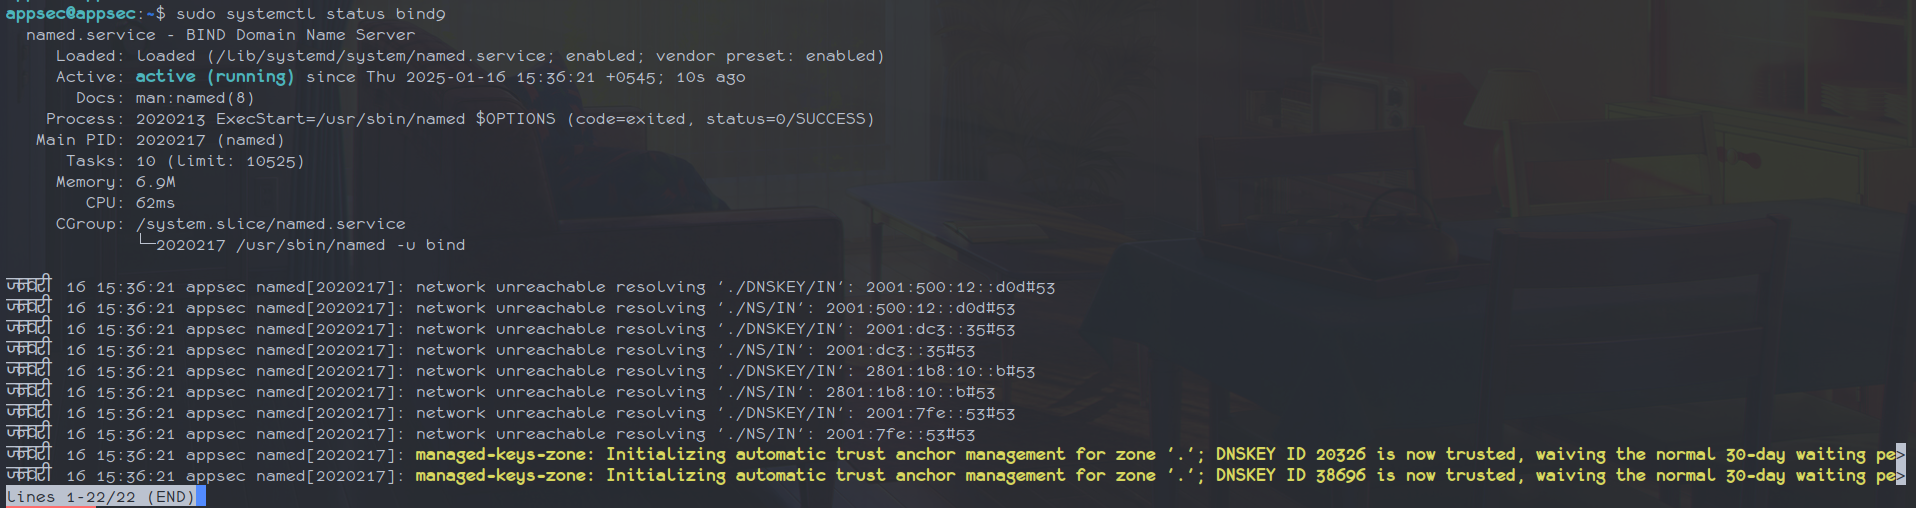 appsec@appsec:~$ sudo systemctl status bind9
named.service - BIND Domain Name Server
Loaded: loaded (/lib/systemd/system/named.service; enabled; vendor preset: enabled)
Active: active (running) since Thu 2025-01-16 15:36:21 +0545; 10s ago
Docs: man:named(8)
Process: 2020213 ExecStart=/usr/sbin/named $OPTIONS (code=exited, status=0/SUCCESS)
Main PID: 2020217 (named)
Tasks: 10 (limit: 10525)
Memory: 6.9M
CPU: 62ms
CGroup: /system.slice/named.service
└─2020217 /usr/sbin/named -u bind
जनवरी 16 15:36:21 appsec named[2020217]: network unreachable resolving './DNSKEY/IN': 2001:500:12::d0d#53
जनवरी 16 15:36:21 appsec named[2020217]: network unreachable resolving './NS/IN': 2001:500:12::d0d#53
जनवरी 16 15:36:21 appsec named[2020217]: network unreachable resolving './DNSKEY/IN': 2001:dc3::35#53
जनवरी 16 15:36:21 appsec named[2020217]: network unreachable resolving './NS/IN': 2001:dc3::35#53
जनवरी 16 15:36:21 appsec named[2020217]: network unreachable resolving './DNSKEY/IN': 2801:1b8:10::b#53
जनवरी 16 15:36:21 appsec named[2020217]: network unreachable resolving './NS/IN': 2801:1b8:10::b#53
जनवरी 16 15:36:21 appsec named[2020217]: network unreachable resolving './DNSKEY/IN': 2001:7fe::53#53
जनवरी 16 15:36:21 appsec named[2020217]: network unreachable resolving './NS/IN': 2001:7fe::53#53
जनवरी 16 15:36:21 appsec named[2020217]: managed-keys-zone: Initializing automatic trust anchor management for zone '.'; DNSKEY ID 20326 is now trusted, waiving the normal 30-day waiting pe>
जनवरी 16 15:36:21 appsec named[2020217]: managed-keys-zone: Initializing automatic trust anchor management for zone '.'; DNSKEY ID 38696 is now trusted, waiving the normal 30-day waiting pe>
lines 1-22/22 (END)